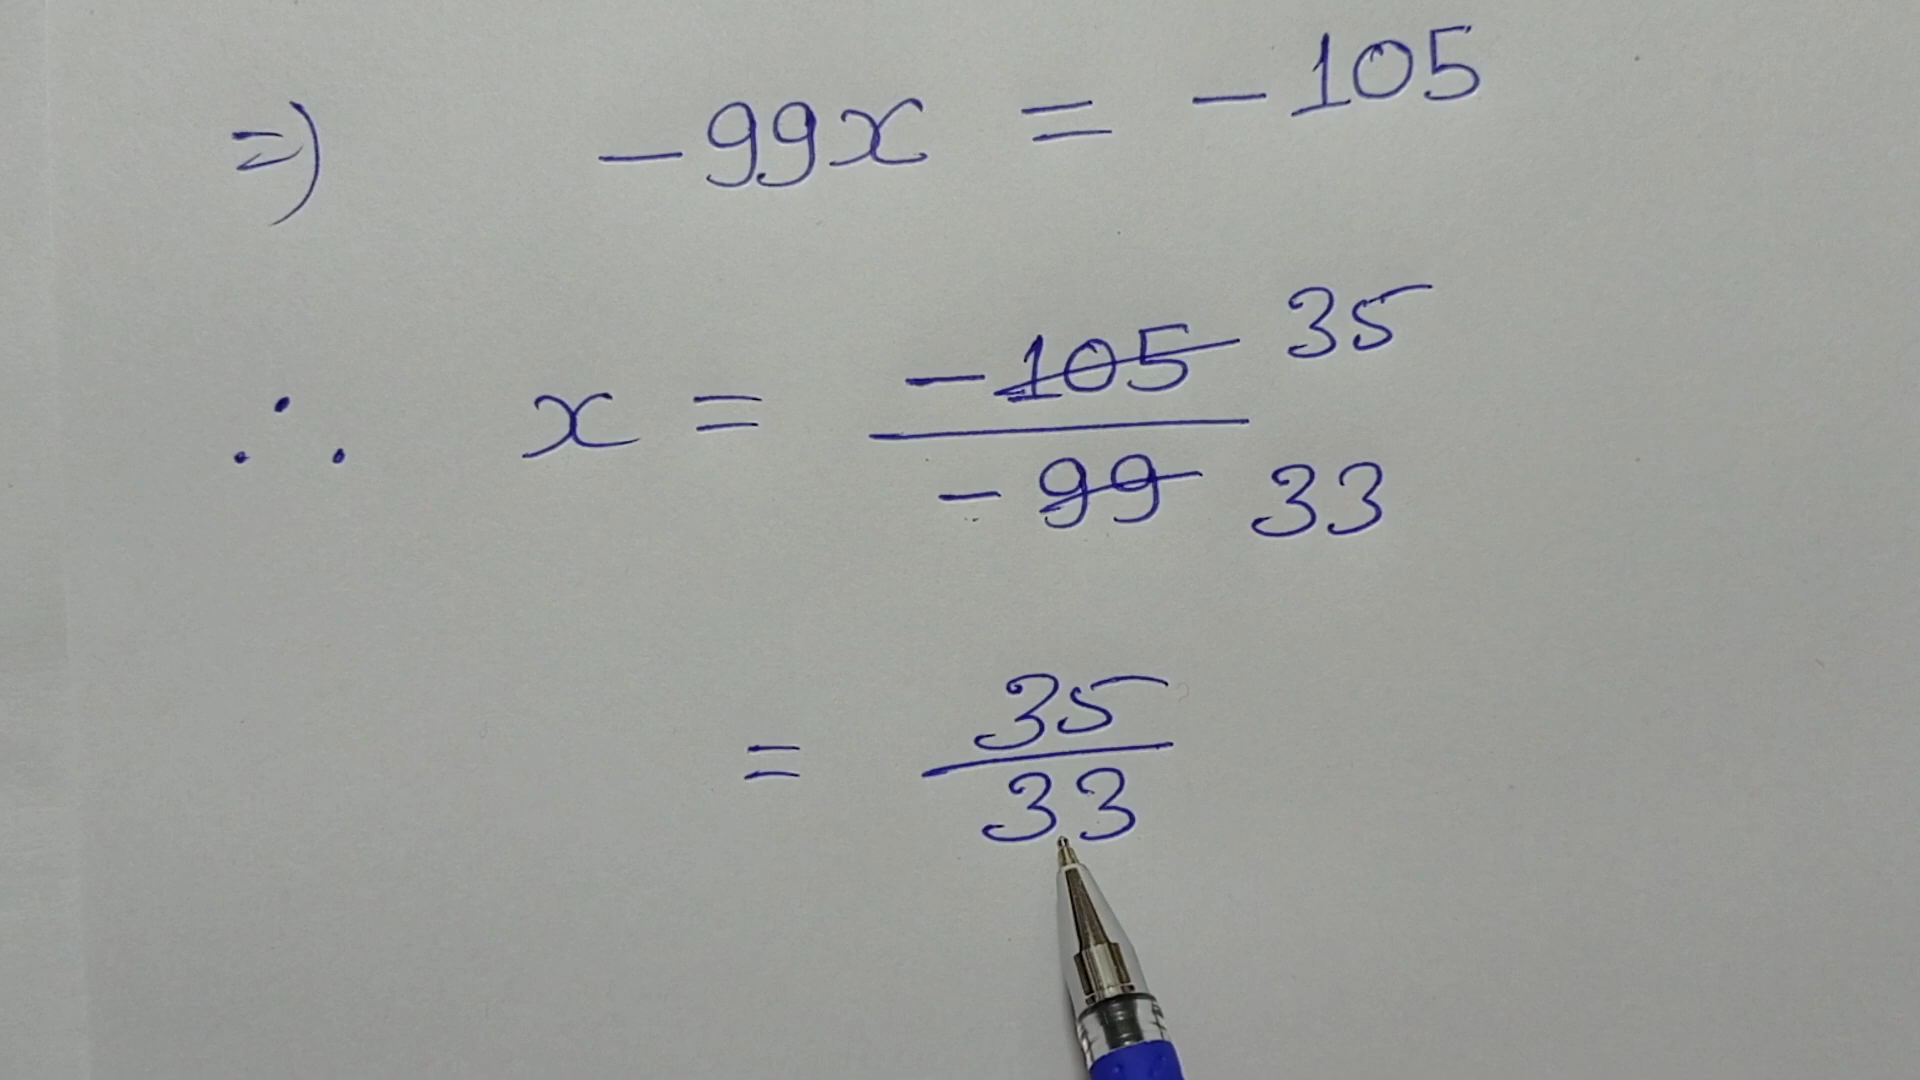 => -99x = -105
∴ x = -105/-99 35 33
= 35/33